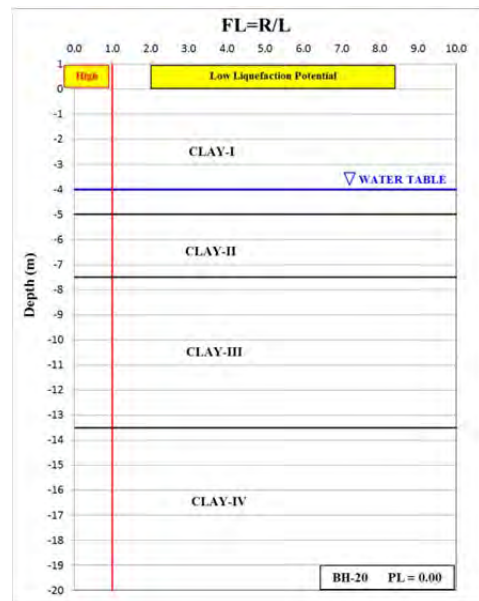 FL=R/L
0.0 1.0 2.0 3.0 4.0 5.0 6.0 7.0 8.0 9.0 10.0
1
High Low Liquefaction Potential
0
-1
-2
CLAY-I
-3
▽ WATER TABLE
-4
-5
-6
CLAY-II
-7
-8
-9
Depth (m)
-10
CLAY-III
-11
-12
-13
-14
-15
-16
CLAY-IV
-17
-18
-19
BH-20 PL = 0.00
-20